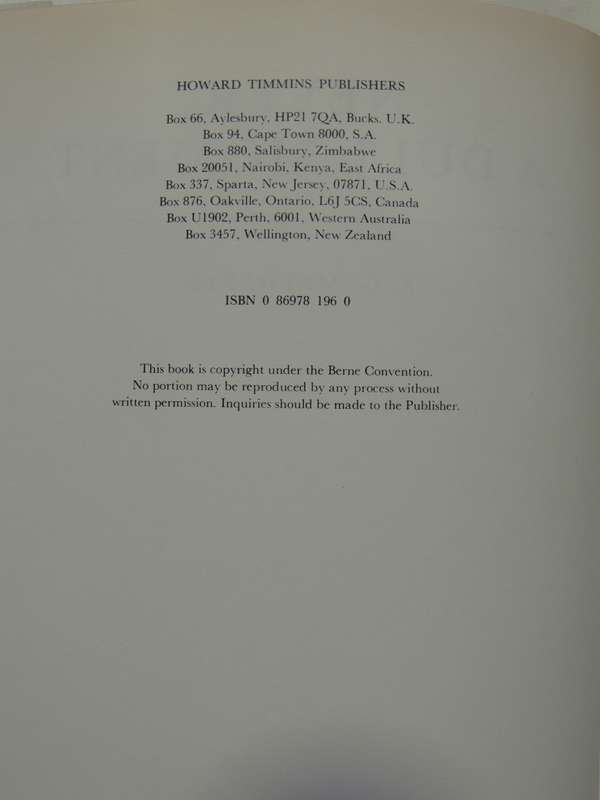 HOWARD TIMMINS PUBLISHERS
Box 66, Aylesbury, HP21 7QA, Bucks. U.K.
Box 94, Cape Town 8000, S.A.
Box 880, Salisbury, Zimbabwe
Box 20051, Nairobi, Kenya, East Africa
Box 337, Sparta, New Jersey, 07871, U.S.A.
Box 876, Oakville, Ontario, L6J 5CS, Canada
Box U1902, Perth, 6001, Western Australia
Box 3457, Wellington, New Zealand
ISBN 0 86978 196 0
This book is copyright under the Berne Convention.
No portion may be reproduced by any process without
written permission. Inquiries should be made to the Publisher.